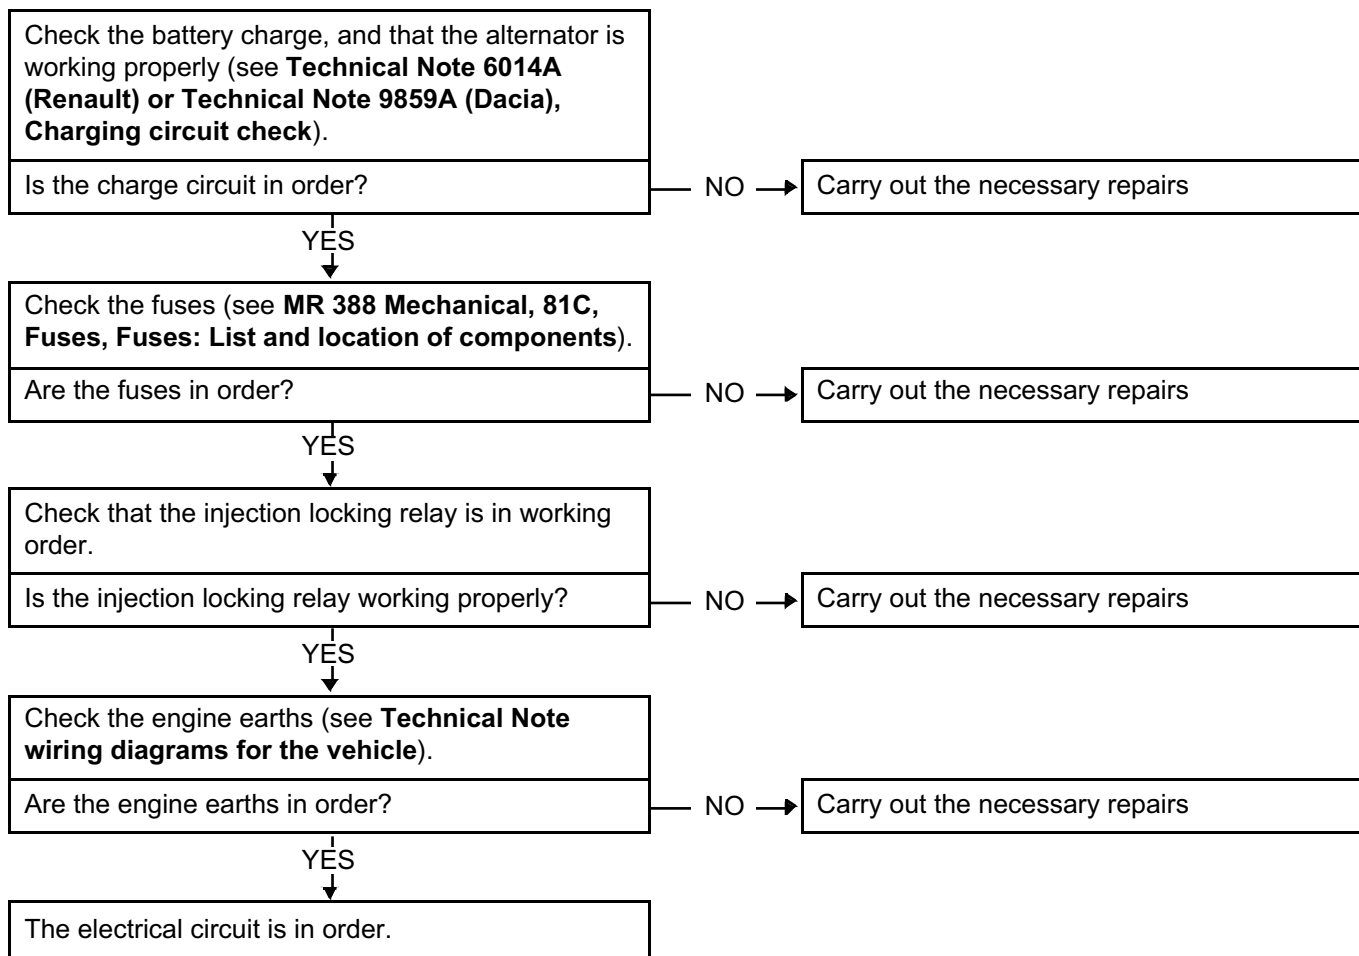 Check the battery charge, and that the alternator is
working properly (see Technical Note 6014A
(Renault) or Technical Note 9859A (Dacia),
Charging circuit check).
Is the charge circuit in order?
NO
Carry out the necessary repairs
YES
Check the fuses (see MR 388 Mechanical, 81C,
Fuses, Fuses: List and location of components).
Are the fuses in order?
NO
Carry out the necessary repairs
YES
Check that the injection locking relay is in working
order.
Is the injection locking relay working properly?
NO
Carry out the necessary repairs
YES
Check the engine earths (see Technical Note
wiring diagrams for the vehicle).
Are the engine earths in order?
NO
Carry out the necessary repairs
YES
The electrical circuit is in order.